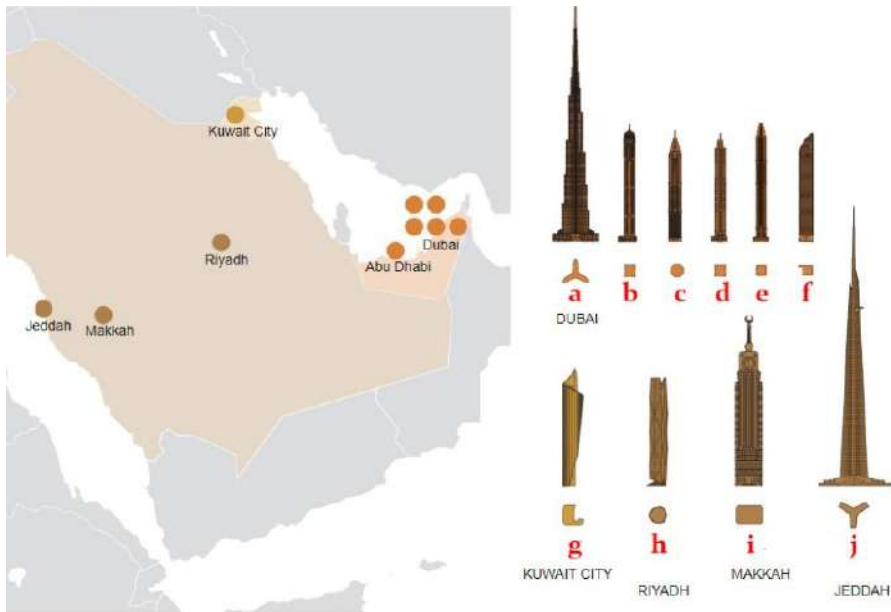 Kuwait City
Riyadh
Dubai
Abu Dhabi
Jeddah
Makkah
a b c d e f
DUBAI
g h i j
KUWAIT CITY
RIYADH
MAKKAH
JEDDAH